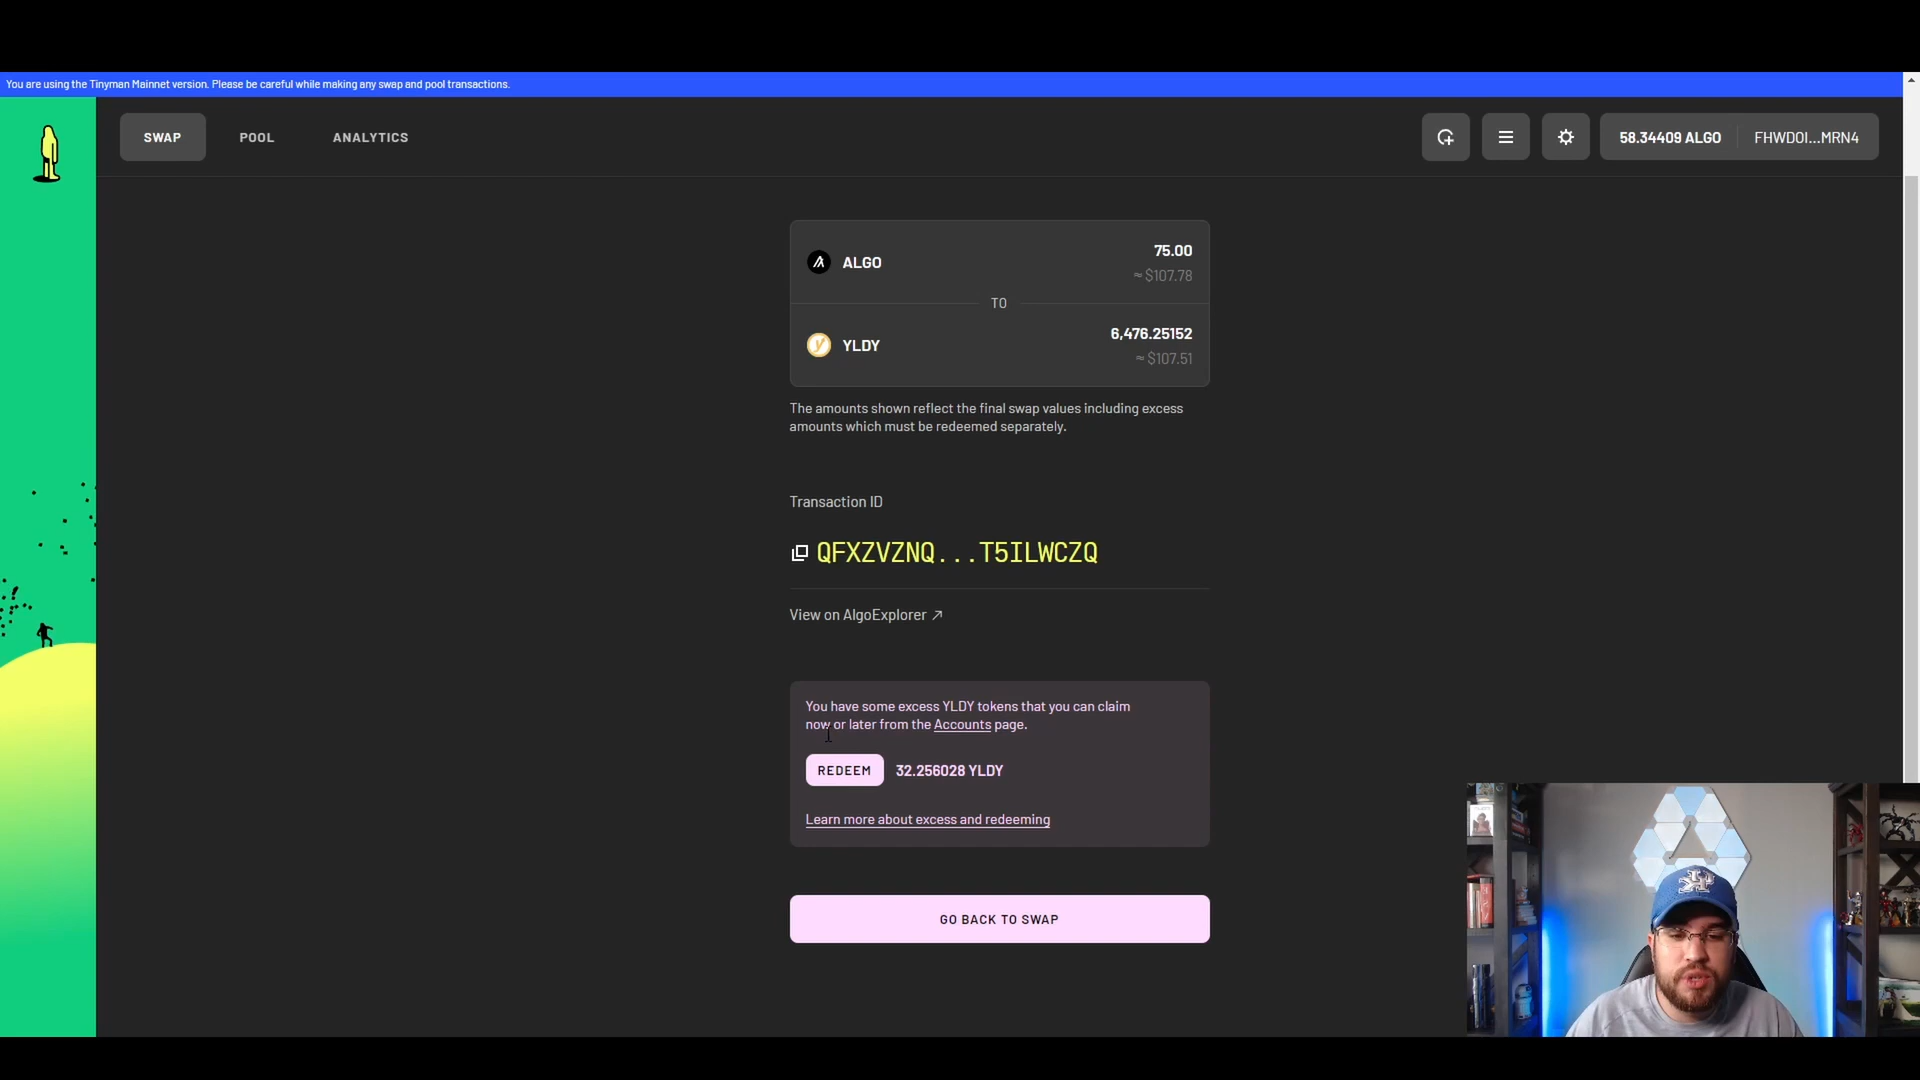 You are using the Tinyman Mainnet version. Please be careful while making any swap and pool transactions.
SWAP
POOL
ANALYTICS
58.34409 ALGO
FHWDOI...MRN4
ALGO
75.00
≈ $107.78
TO
YLDY
6,476.25152
≈ $107.51
The amounts shown reflect the final swap values including excess
amounts which must be redeemed separately.
Transaction ID
QFXZVZNQ...T5ILWCZQ
View on AlgoExplorer ↗
You have some excess YLDY tokens that you can claim
now or later from the Accounts page.
REDEEM
32.256028 YLDY
Learn more about excess and redeeming
GO BACK TO SWAP